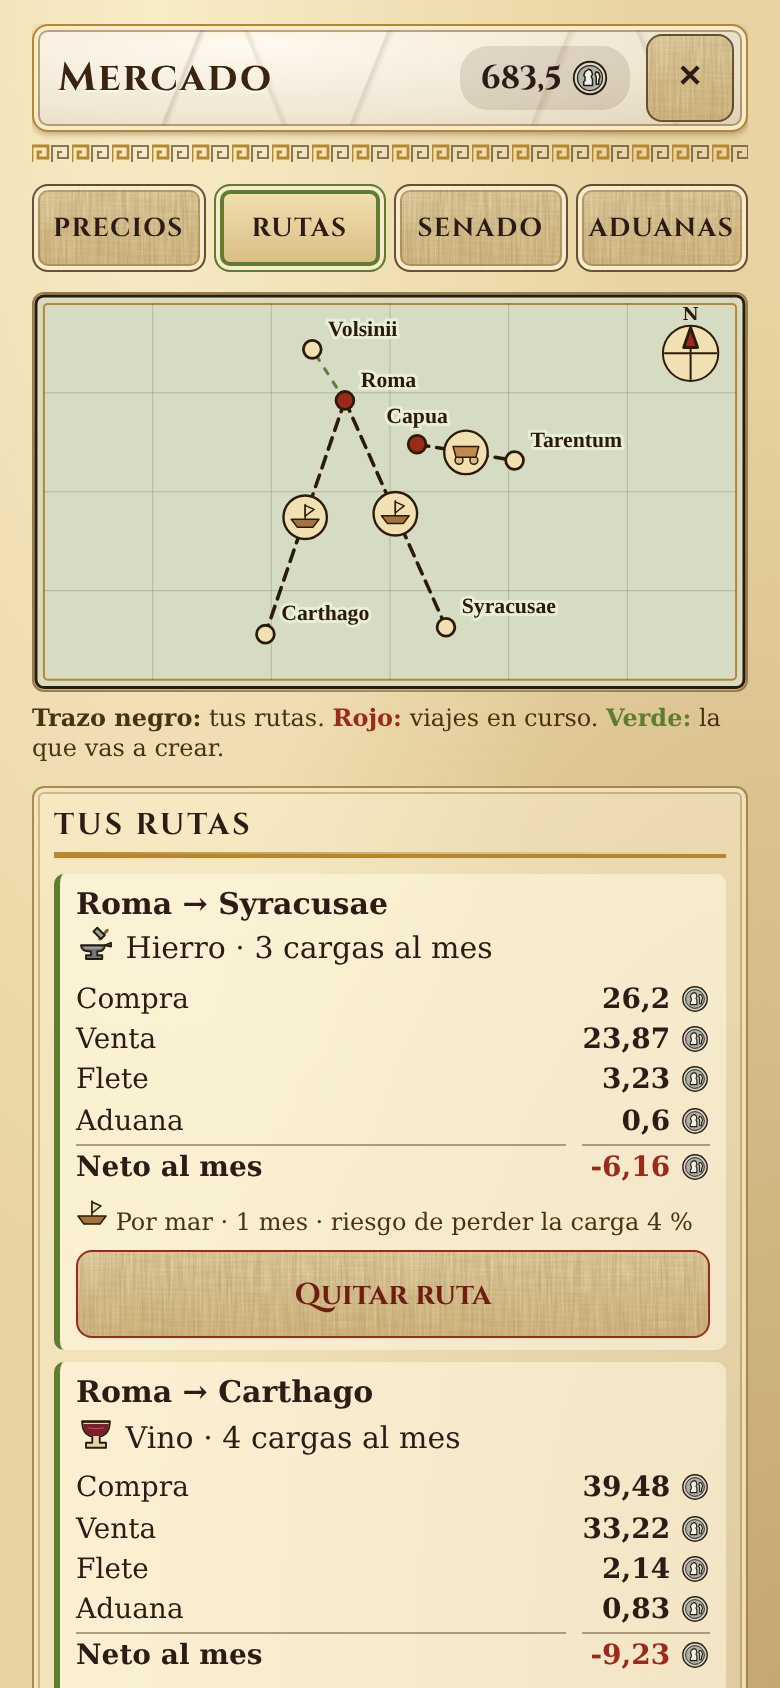 Mercado
683,5
×
PRECIOS
RUTAS
SENADO
ADUANAS
N
Volsinii
Roma
Capua
Tarentum
Carthago
Syracusae
Trazo negro: tus rutas. Rojo: viajes en curso. Verde: la
que vas a crear.
TUS RUTAS
Roma → Syracusae
Hierro · 3 cargas al mes
Compra 26,2
Venta 23,87
Flete 3,23
Aduana 0,6
Neto al mes -6,16
Por mar · 1 mes · riesgo de perder la carga 4 %
Quitar ruta
Roma → Carthago
Vino · 4 cargas al mes
Compra 39,48
Venta 33,22
Flete 2,14
Aduana 0,83
Neto al mes -9,23